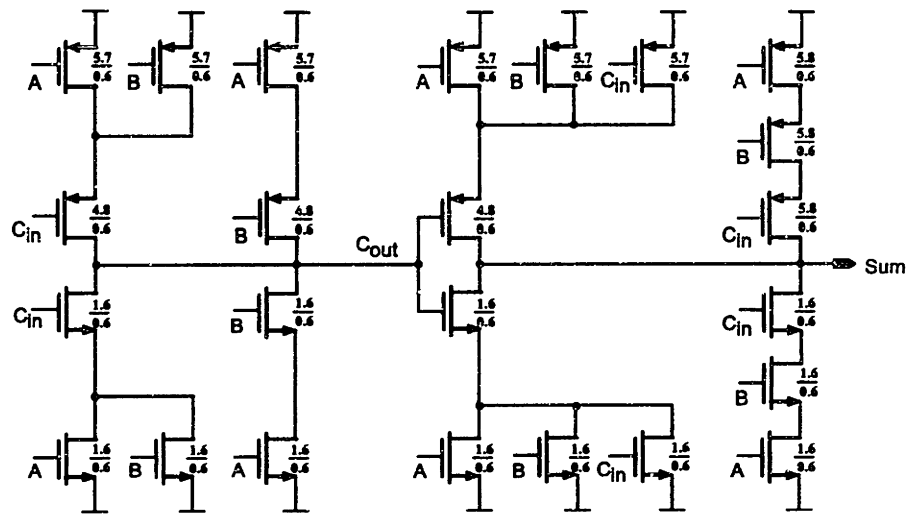 A 5.7/0.6 B 5.7/0.6 A 5.7/0.6 A 5.7/0.6 B 5.7/0.6 Cin 5.7/0.6 A 5.8/0.6
B 5.8/0.6
Cin 4.8/0.6 B 4.8/0.6 4.8/0.6 Cin 5.8/0.6
Cout Sum
Cin 1.6/0.6 B 1.6/0.6 1.6/0.6 Cin 1.6/0.6
B 1.6/0.6
A 1.6/0.6 B 1.6/0.6 A 1.6/0.6 A 1.6/0.6 B 1.6/0.6 Cin 1.6/0.6 A 1.6/0.6